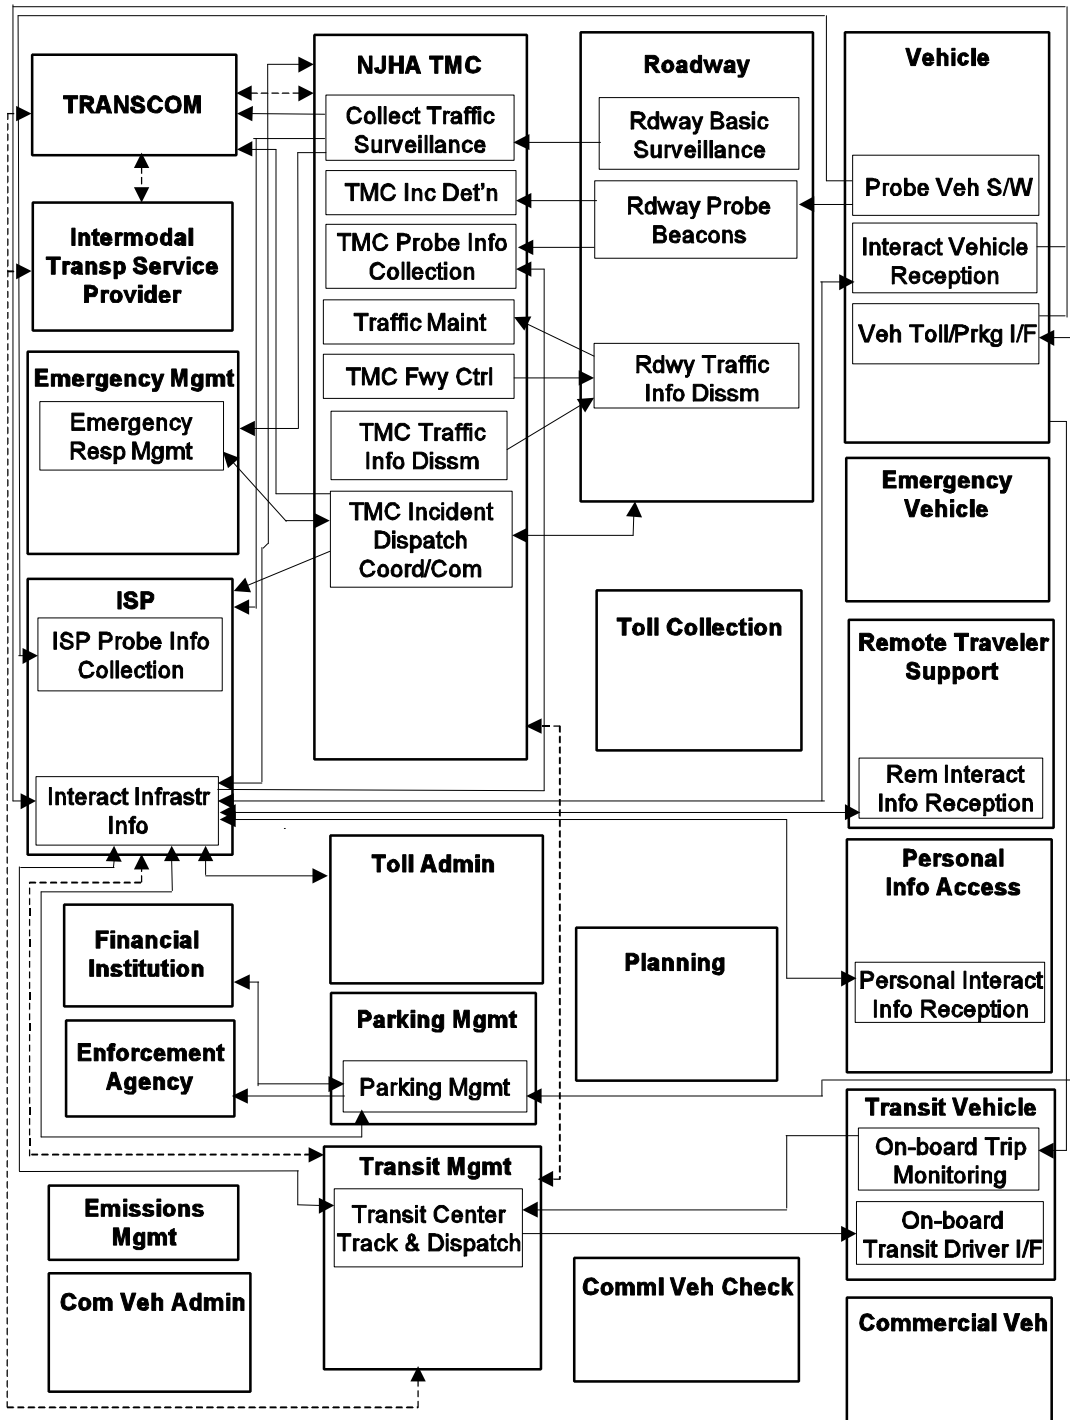 TRANSCOM
Intermodal
Transp Service
Provider
Emergency Mgmt
Emergency
Resp Mgmt
ISP
ISP Probe Info
Collection
Interact Infrastr
Info
Financial
Institution
Enforcement
Agency
Emissions
Mgmt
Com Veh Admin
NJHA TMC
Collect Traffic
Surveillance
TMC Inc Det'n
TMC Probe Info
Collection
Traffic Maint
TMC Fwy Ctrl
TMC Traffic
Info Dissm
TMC Incident
Dispatch
Coord/Com
Toll Admin
Parking Mgmt
Parking Mgmt
Transit Mgmt
Transit Center
Track & Dispatch
Roadway
Rdway Basic
Surveillance
Rdway Probe
Beacons
Rdwy Traffic
Info Dissm
Toll Collection
Planning
Comml Veh Check
Vehicle
Probe Veh S/W
Interact Vehicle
Reception
Veh Toll/Prkg I/F
Emergency
Vehicle
Remote Traveler
Support
Rem Interact
Info Reception
Personal
Info Access
Personal Interact
Info Reception
Transit Vehicle
On-board Trip
Monitoring
On-board
Transit Driver I/F
Commercial Veh